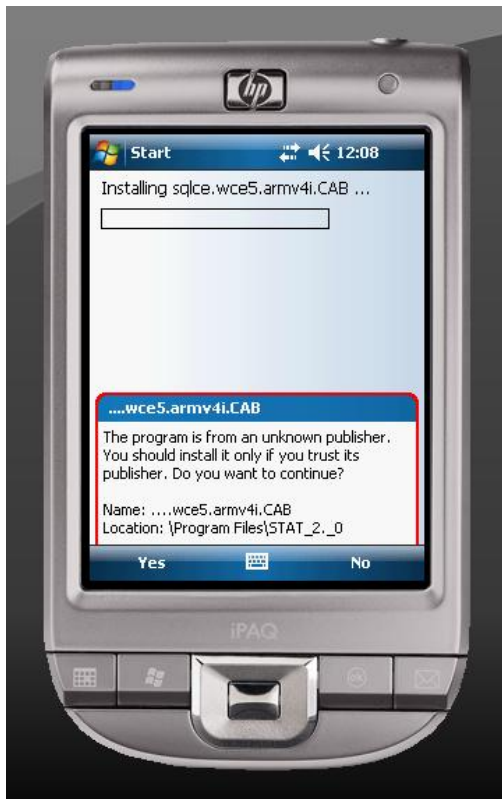 hp
Start 12:08
Installing sqlce.wce5.armv4i.CAB ...
....wce5.armv4i.CAB
The program is from an unknown publisher.
You should install it only if you trust its
publisher. Do you want to continue?
Name: ....wce5.armv4i.CAB
Location: \Program Files\STAT_2._0
Yes No
iPAQ
ok